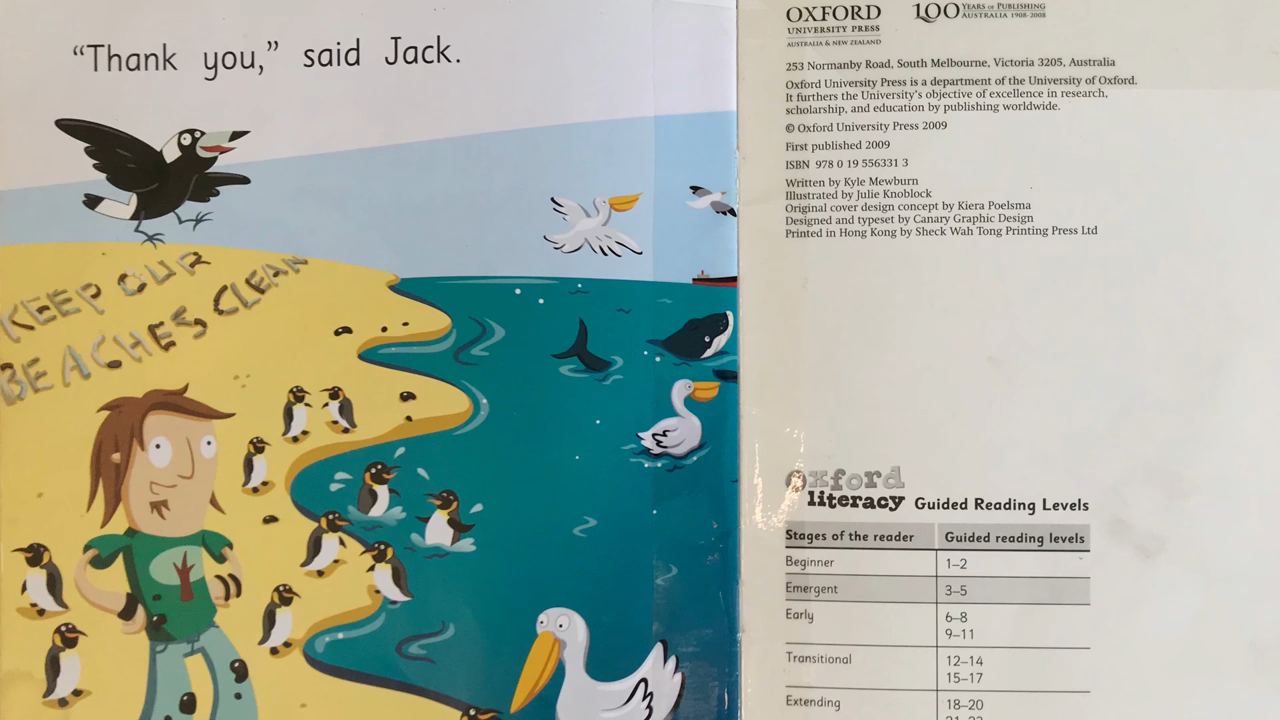 “Thank you,” said Jack.
KEEP OUR
BEACHES CLEAN
OXFORD
UNIVERSITY PRESS
AUSTRALIA & NEW ZEALAND
100 YEARS OF PUBLISHING
AUSTRALIA 1908-2008
253 Normanby Road, South Melbourne, Victoria 3205, Australia
Oxford University Press is a department of the University of Oxford.
It furthers the University's objective of excellence in research,
scholarship, and education by publishing worldwide.
© Oxford University Press 2009
First published 2009
ISBN 978 0 19 556331 3
Written by Kyle Mewburn
Illustrated by Julie Knoblock
Original cover design concept by Kiera Poelsma
Designed and typeset by Canary Graphic Design
Printed in Hong Kong by Sheck Wah Tong Printing Press Ltd
oxford
literacy Guided Reading Levels
Stages of the reader Guided reading levels
Beginner 1–2
Emergent 3–5
Early 6–8
9–11
Transitional 12–14
15–17
Extending 18–20